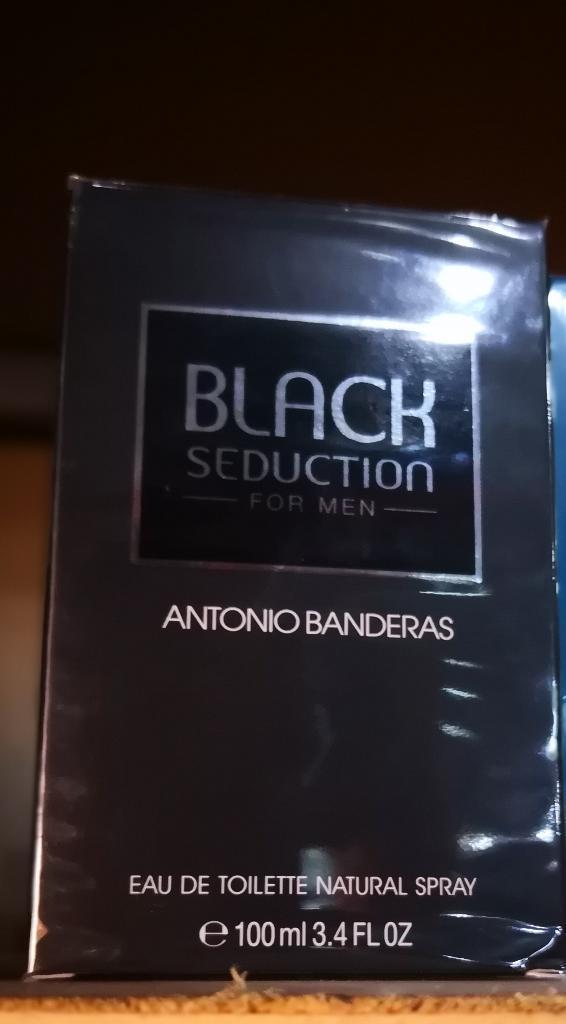 BLACK
SEDUCTION
FOR MEN
ANTONIO BANDERAS
EAU DE TOILETTE NATURAL SPRAY
℮ 100 ml 3.4 FL OZ